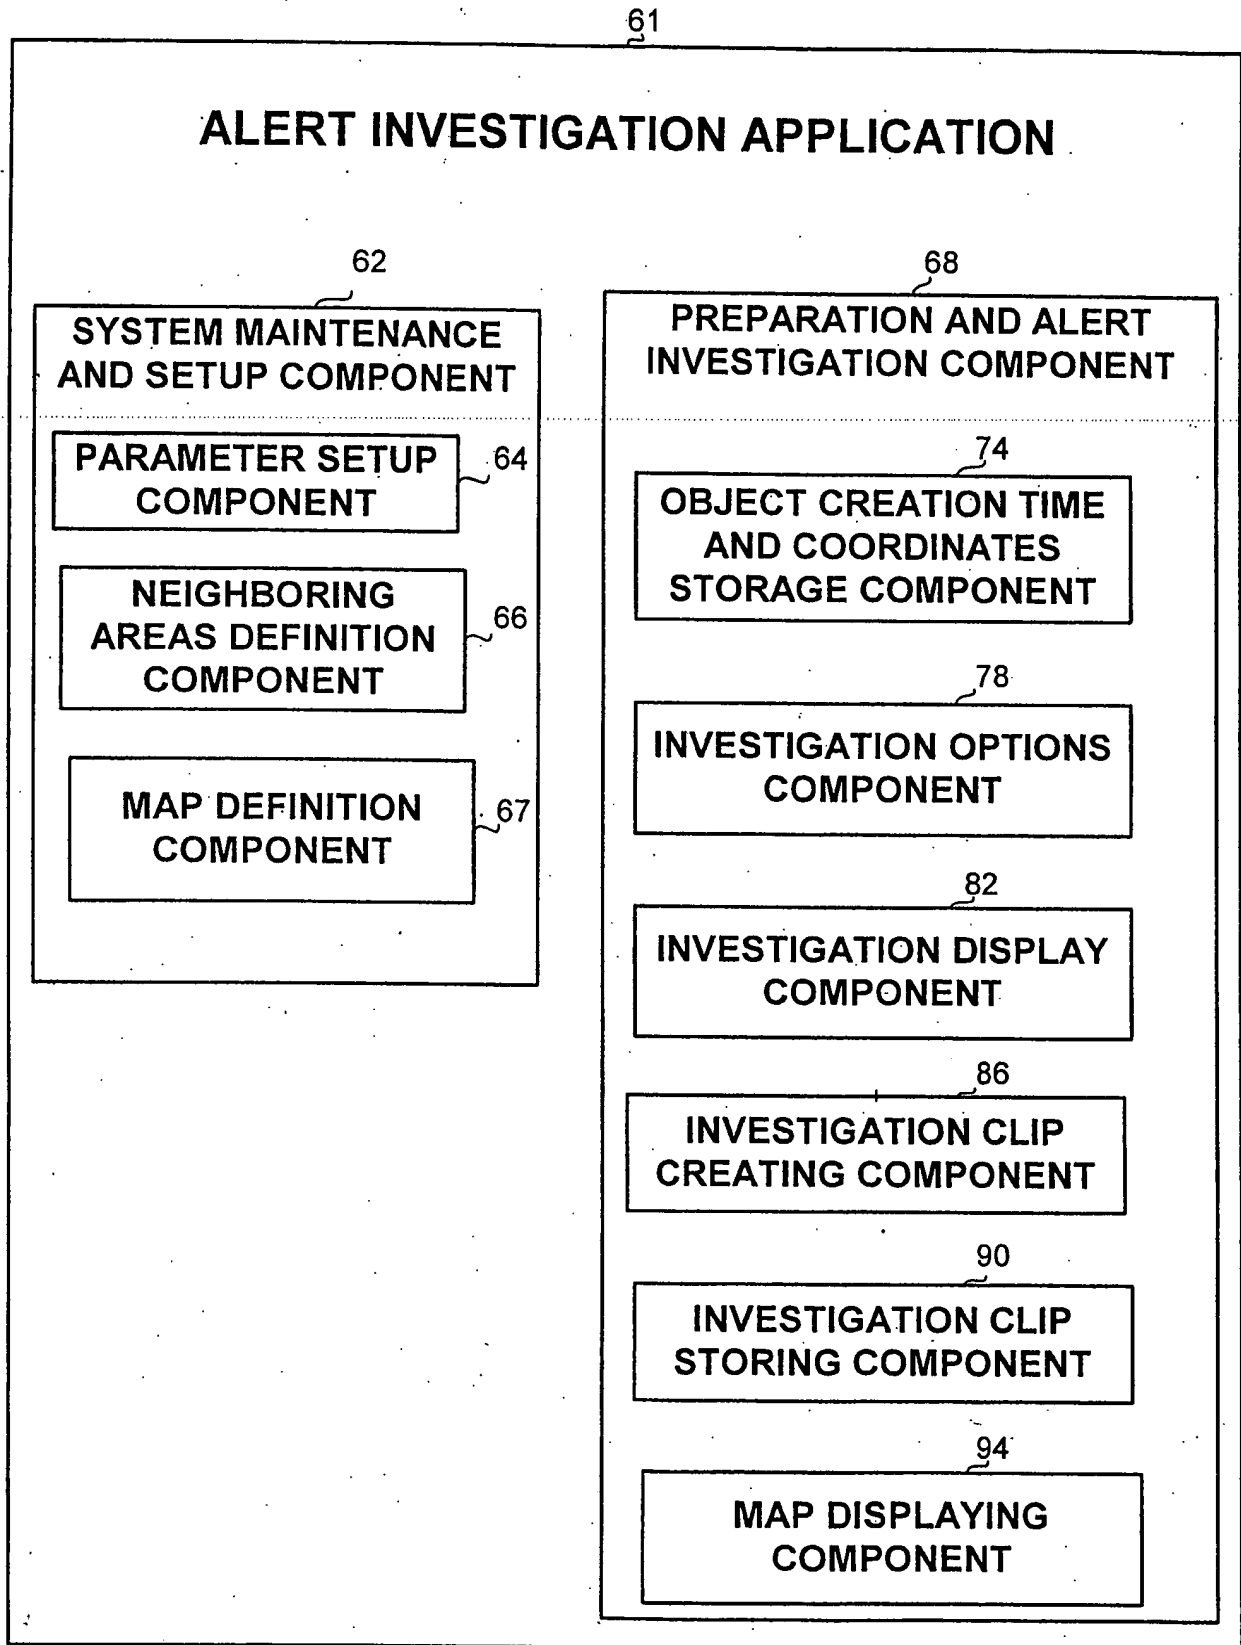 61
ALERT INVESTIGATION APPLICATION
62
SYSTEM MAINTENANCE
AND SETUP COMPONENT
PARAMETER SETUP
COMPONENT
64
NEIGHBORING
AREAS DEFINITION
COMPONENT
66
MAP DEFINITION
COMPONENT
67
68
PREPARATION AND ALERT
INVESTIGATION COMPONENT
74
OBJECT CREATION TIME
AND COORDINATES
STORAGE COMPONENT
78
INVESTIGATION OPTIONS
COMPONENT
82
INVESTIGATION DISPLAY
COMPONENT
86
INVESTIGATION CLIP
CREATING COMPONENT
90
INVESTIGATION CLIP
STORING COMPONENT
94
MAP DISPLAYING
COMPONENT